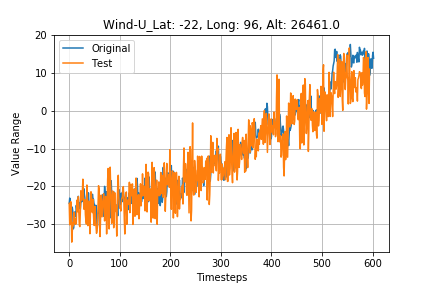 Wind-U_Lat: -22, Long: 96, Alt: 26461.0
Original
Test
20
10
0
−10
−20
−30
Value Range
0 100 200 300 400 500 600
Timesteps